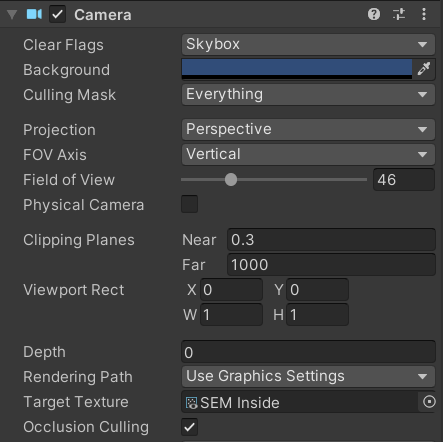 Camera
Clear Flags Skybox
Background
Culling Mask Everything
Projection Perspective
FOV Axis Vertical
Field of View 46
Physical Camera
Clipping Planes Near 0.3
Far 1000
Viewport Rect X 0 Y 0
W 1 H 1
Depth 0
Rendering Path Use Graphics Settings
Target Texture SEM Inside
Occlusion Culling